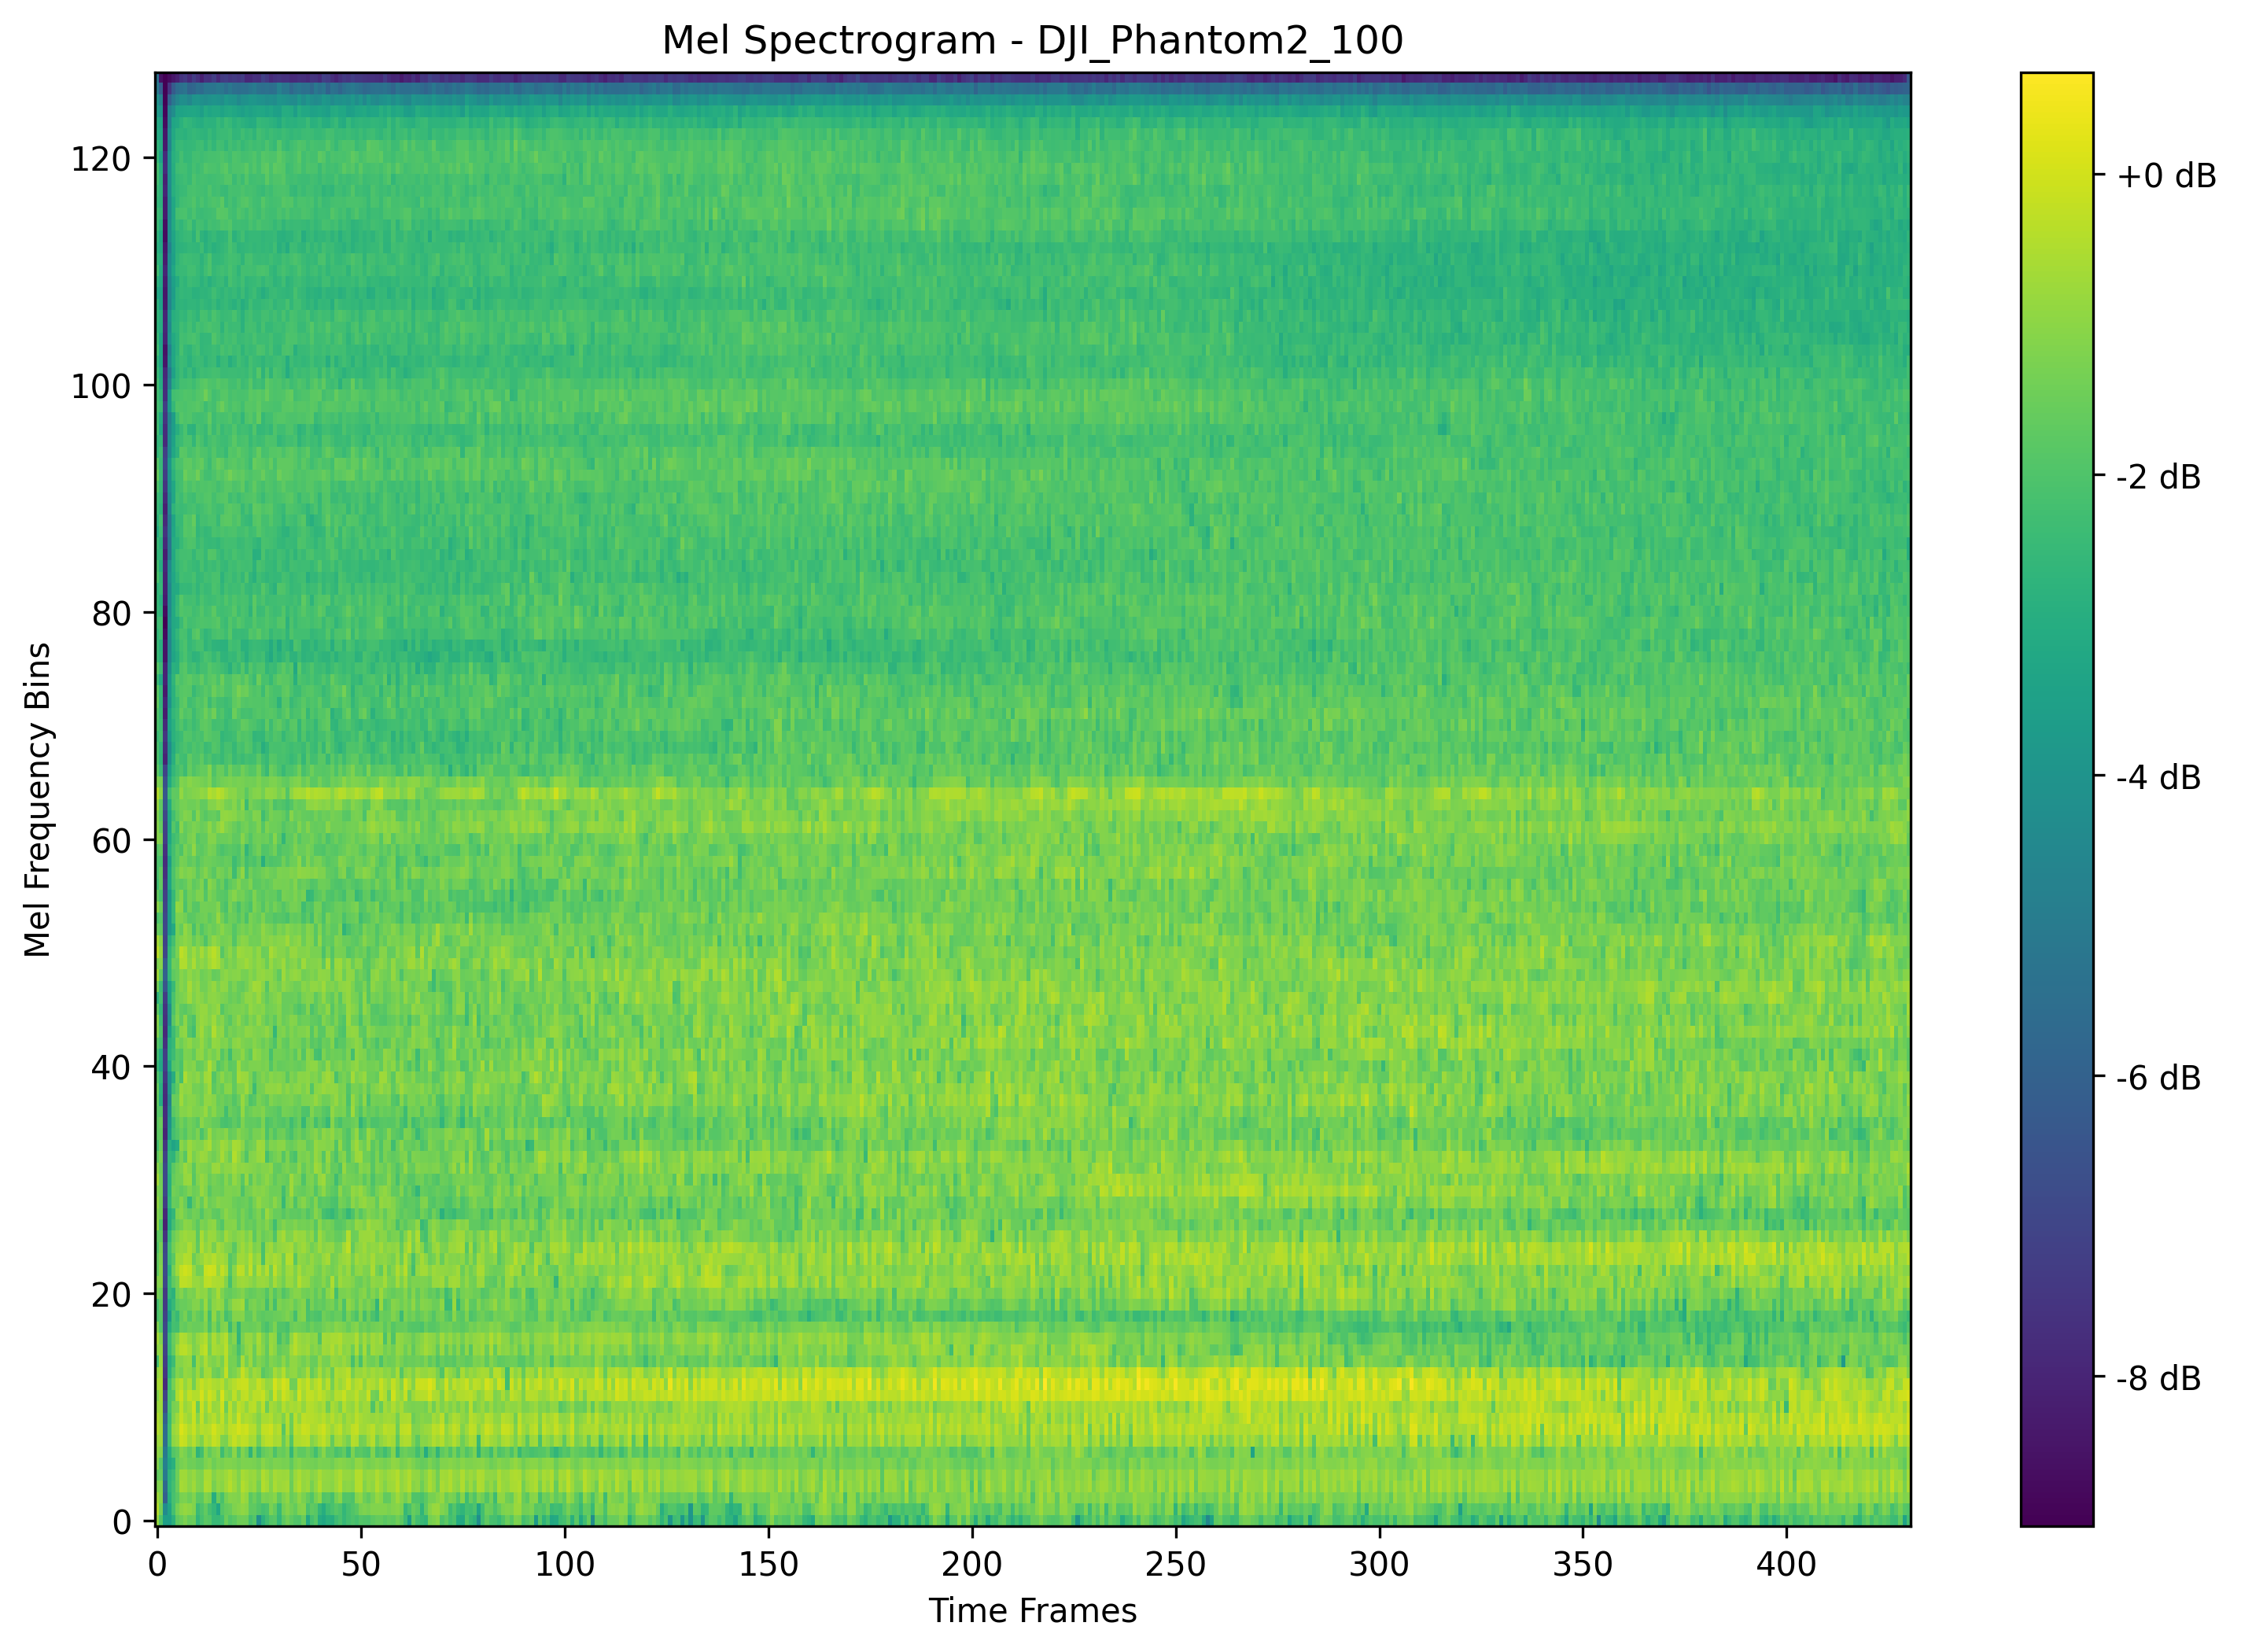 Mel Spectrogram - DJI_Phantom2_100
Mel Frequency Bins
120
100
80
60
40
20
0
0 50 100 150 200 250 300 350 400
Time Frames
+0 dB
-2 dB
-4 dB
-6 dB
-8 dB